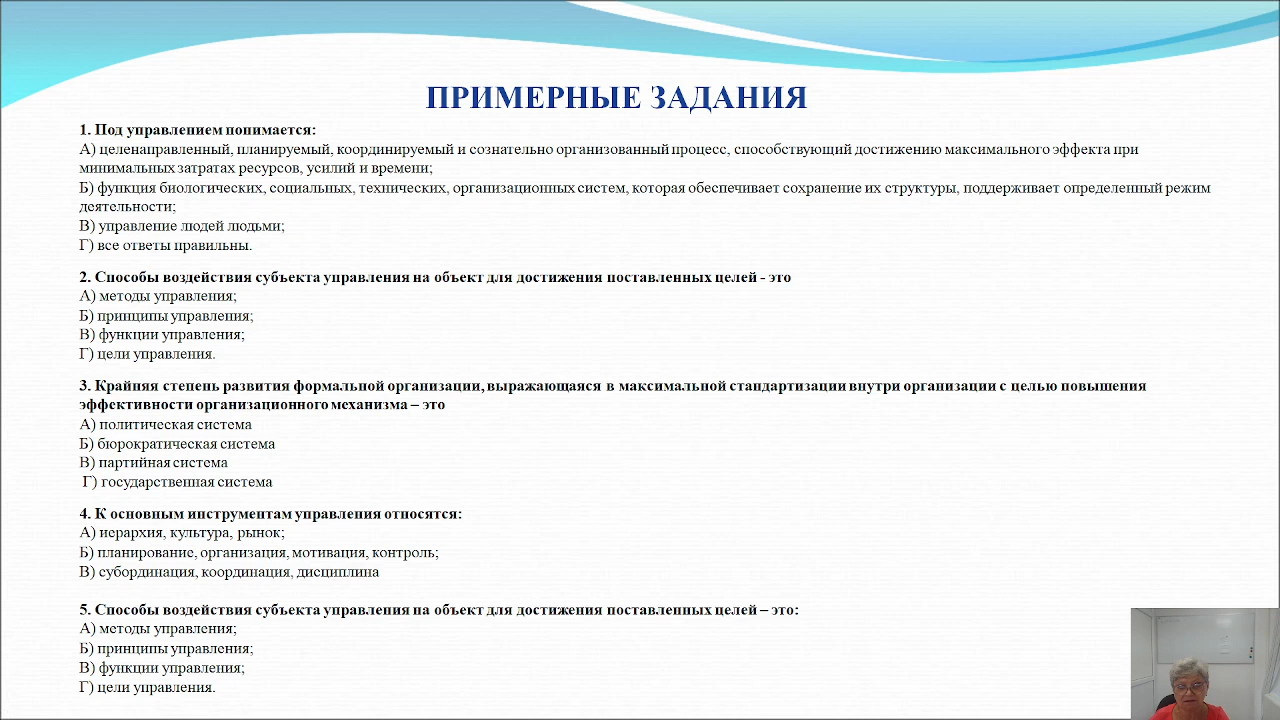 ПРИМЕРНЫЕ ЗАДАНИЯ
1. Под управлением понимается:
А) целенаправленный, планируемый, координируемый и сознательно организованный процесс, способствующий достижению максимального эффекта при
минимальных затратах ресурсов, усилий и времени;
Б) функция биологических, социальных, технических, организационных систем, которая обеспечивает сохранение их структуры, поддерживает определенный режим
деятельности;
В) управление людей людьми;
Г) все ответы правильны.
2. Способы воздействия субъекта управления на объект для достижения поставленных целей - это
А) методы управления;
Б) принципы управления;
В) функции управления;
Г) цели управления.
3. Крайняя степень развития формальной организации, выражающаяся в максимальной стандартизации внутри организации с целью повышения
эффективности организационного механизма – это
А) политическая система
Б) бюрократическая система
В) партийная система
Г) государственная система
4. К основным инструментам управления относятся:
А) иерархия, культура, рынок;
Б) планирование, организация, мотивация, контроль;
В) субординация, координация, дисциплина
5. Способы воздействия субъекта управления на объект для достижения поставленных целей – это:
А) методы управления;
Б) принципы управления;
В) функции управления;
Г) цели управления.